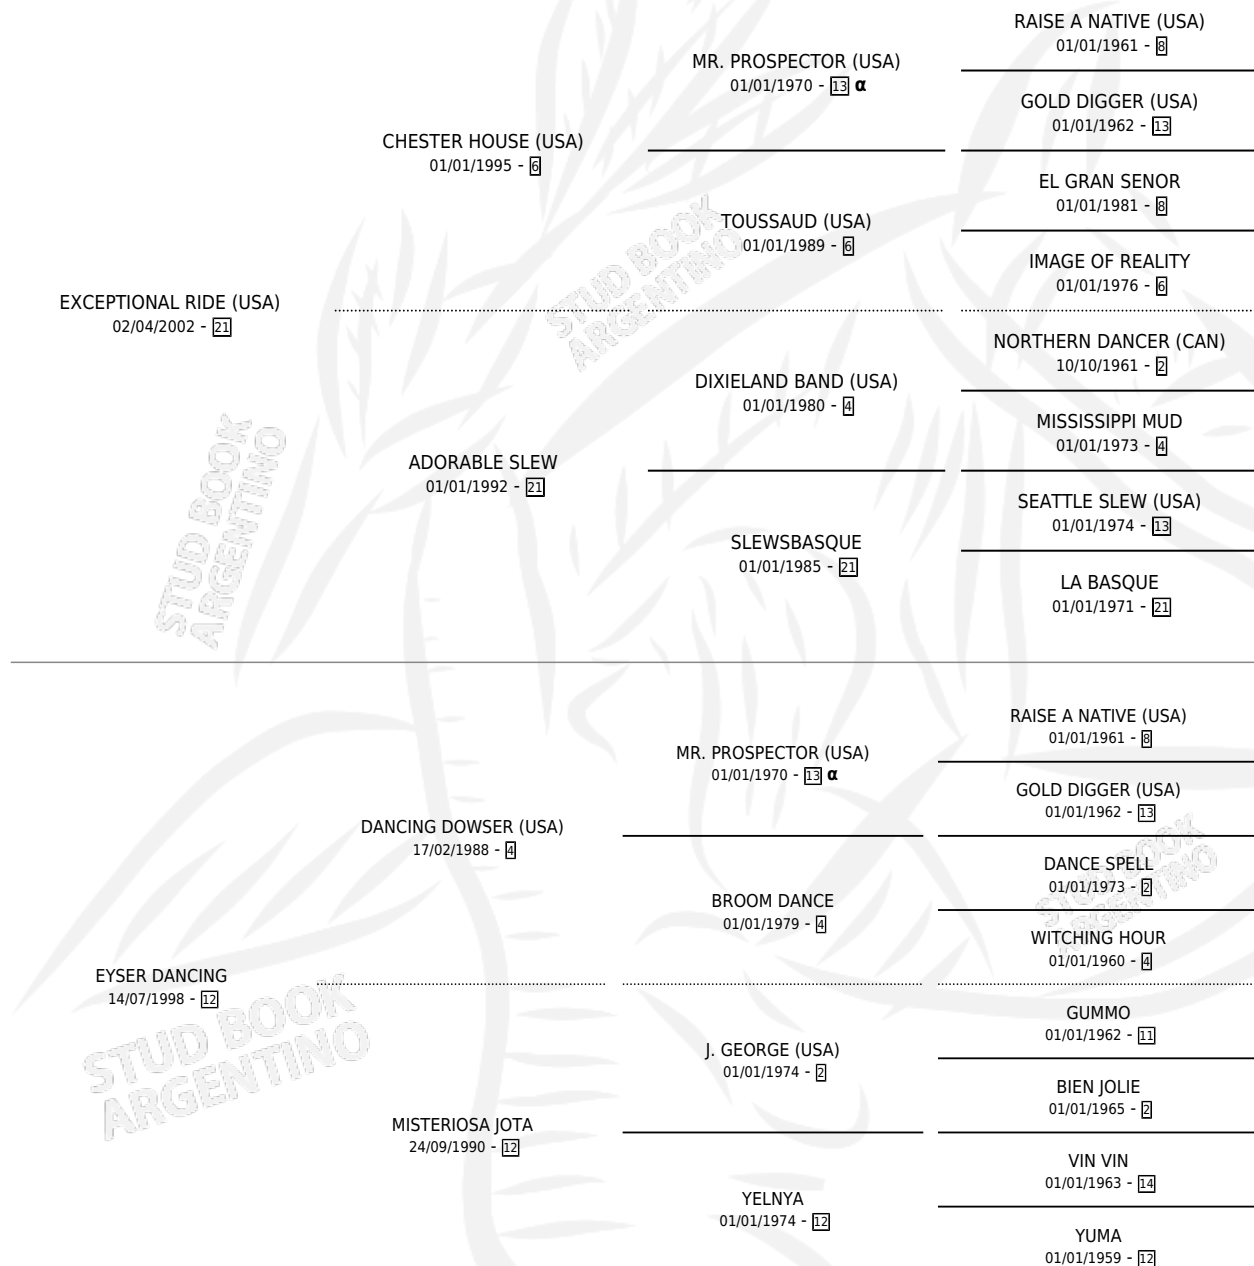 RAISE A NATIVE (USA)
01/01/1961 - 8
MR. PROSPECTOR (USA)
01/01/1970 - 13 α
GOLD DIGGER (USA)
01/01/1962 - 13
CHESTER HOUSE (USA)
01/01/1995 - 6
EL GRAN SENOR
01/01/1981 - 8
TOUSSAUD (USA)
01/01/1989 - 6
IMAGE OF REALITY
01/01/1976 - 6
EXCEPTIONAL RIDE (USA)
02/04/2002 - 21
NORTHERN DANCER (CAN)
10/10/1961 - 2
DIXIELAND BAND (USA)
01/01/1980 - 4
MISSISSIPPI MUD
01/01/1973 - 4
ADORABLE SLEW
01/01/1992 - 21
SEATTLE SLEW (USA)
01/01/1974 - 13
SLEWSBASQUE
01/01/1985 - 21
LA BASQUE
01/01/1971 - 21
STUD BOOK
ARGENTINO
STUD BOOK
ARGENTINO
RAISE A NATIVE (USA)
01/01/1961 - 8
MR. PROSPECTOR (USA)
01/01/1970 - 13 α
GOLD DIGGER (USA)
01/01/1962 - 13
DANCING DOWSER (USA)
17/02/1988 - 4
DANCE SPELL
01/01/1973 - 2
BROOM DANCE
01/01/1979 - 4
WITCHING HOUR
01/01/1960 - 4
EYSER DANCING
14/07/1998 - 12
GUMMO
01/01/1962 - 11
J. GEORGE (USA)
01/01/1974 - 2
BIEN JOLIE
01/01/1965 - 2
MISTERIOSA JOTA
24/09/1990 - 12
VIN VIN
01/01/1963 - 14
YELNYA
01/01/1974 - 12
YUMA
01/01/1959 - 12
STUD BOOK
ARGENTINO
STUD BOOK
ARGENTINO